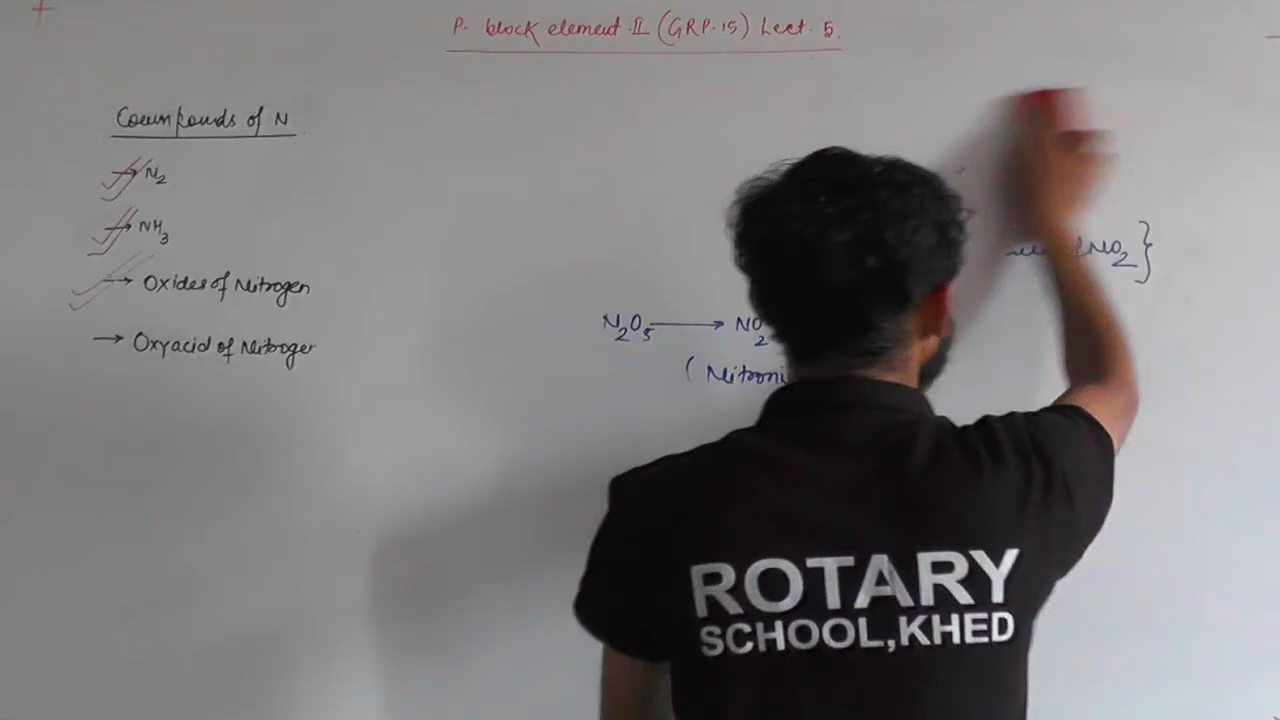 P. block element II (GRP.15) Lect. 5.
Compounds of N
→ N2
→ NH3
→ Oxides of Nitrogen
→ Oxyacid of Nitrogen
NO2}
N2O5 → NO2
(Nitroni
ROTARY
SCHOOL,KHED